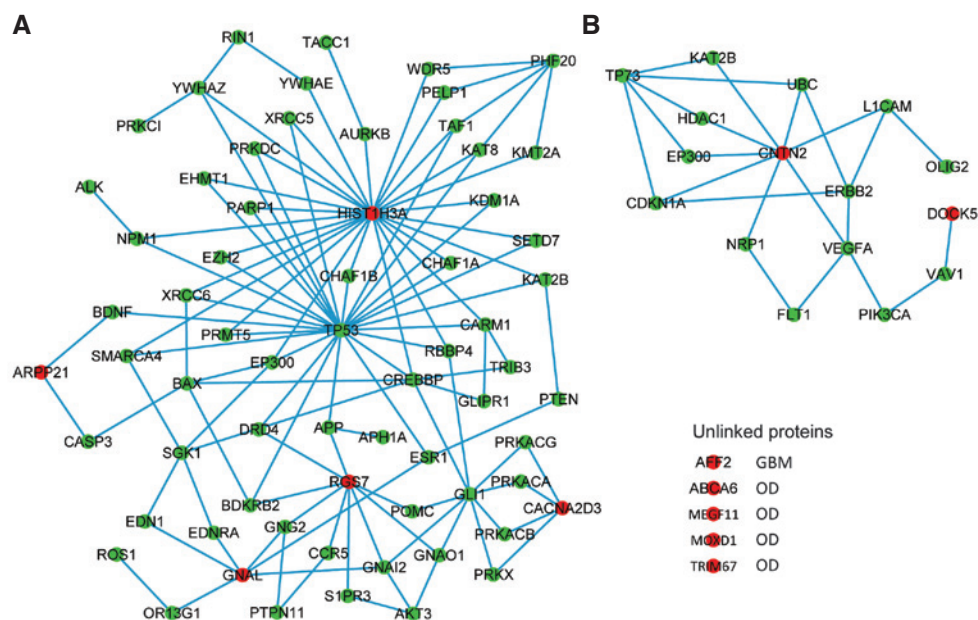 A
B
RIN1
TACC1
WDR5
PHF20
YWHAZ
YWHAE
PELP1
PRKCI
XRCC5
AURKB
TAF1
PRKDC
KAT8
KMT2A
ALK
EHMT1
PARP1
HIST1H3A
KDM1A
NPM1
SETD7
EZH2
CHAF1B
CHAF1A
KAT2B
XRCC6
BDNF
PRMT5
TP53
CARM1
SMARCA4
EP300
RBBP4
TRIB3
ARPP21
BAX
CREBBP
GLIPR1
PTEN
CASP3
DRD4
APP
APH1A
SGK1
ESR1
PRKACG
RGS7
GLI1
PRKACA
BDKRB2
POMC
CACNA2D3
EDN1
GNG2
PRKACB
EDNRA
CCR5
GNAO1
ROS1
GNAL
GNAI2
PRKX
S1PR3
OR13G1
PTPN11
AKT3
KAT2B
TP73
UBC
L1CAM
HDAC1
EP300
CNTN2
OLIG2
CDKN1A
ERBB2
DOCK5
NRP1
VEGFA
VAV1
FLT1
PIK3CA
Unlinked proteins
AFF2 GBM
ABCA6 OD
MEGF11 OD
MOXD1 OD
TRIM67 OD